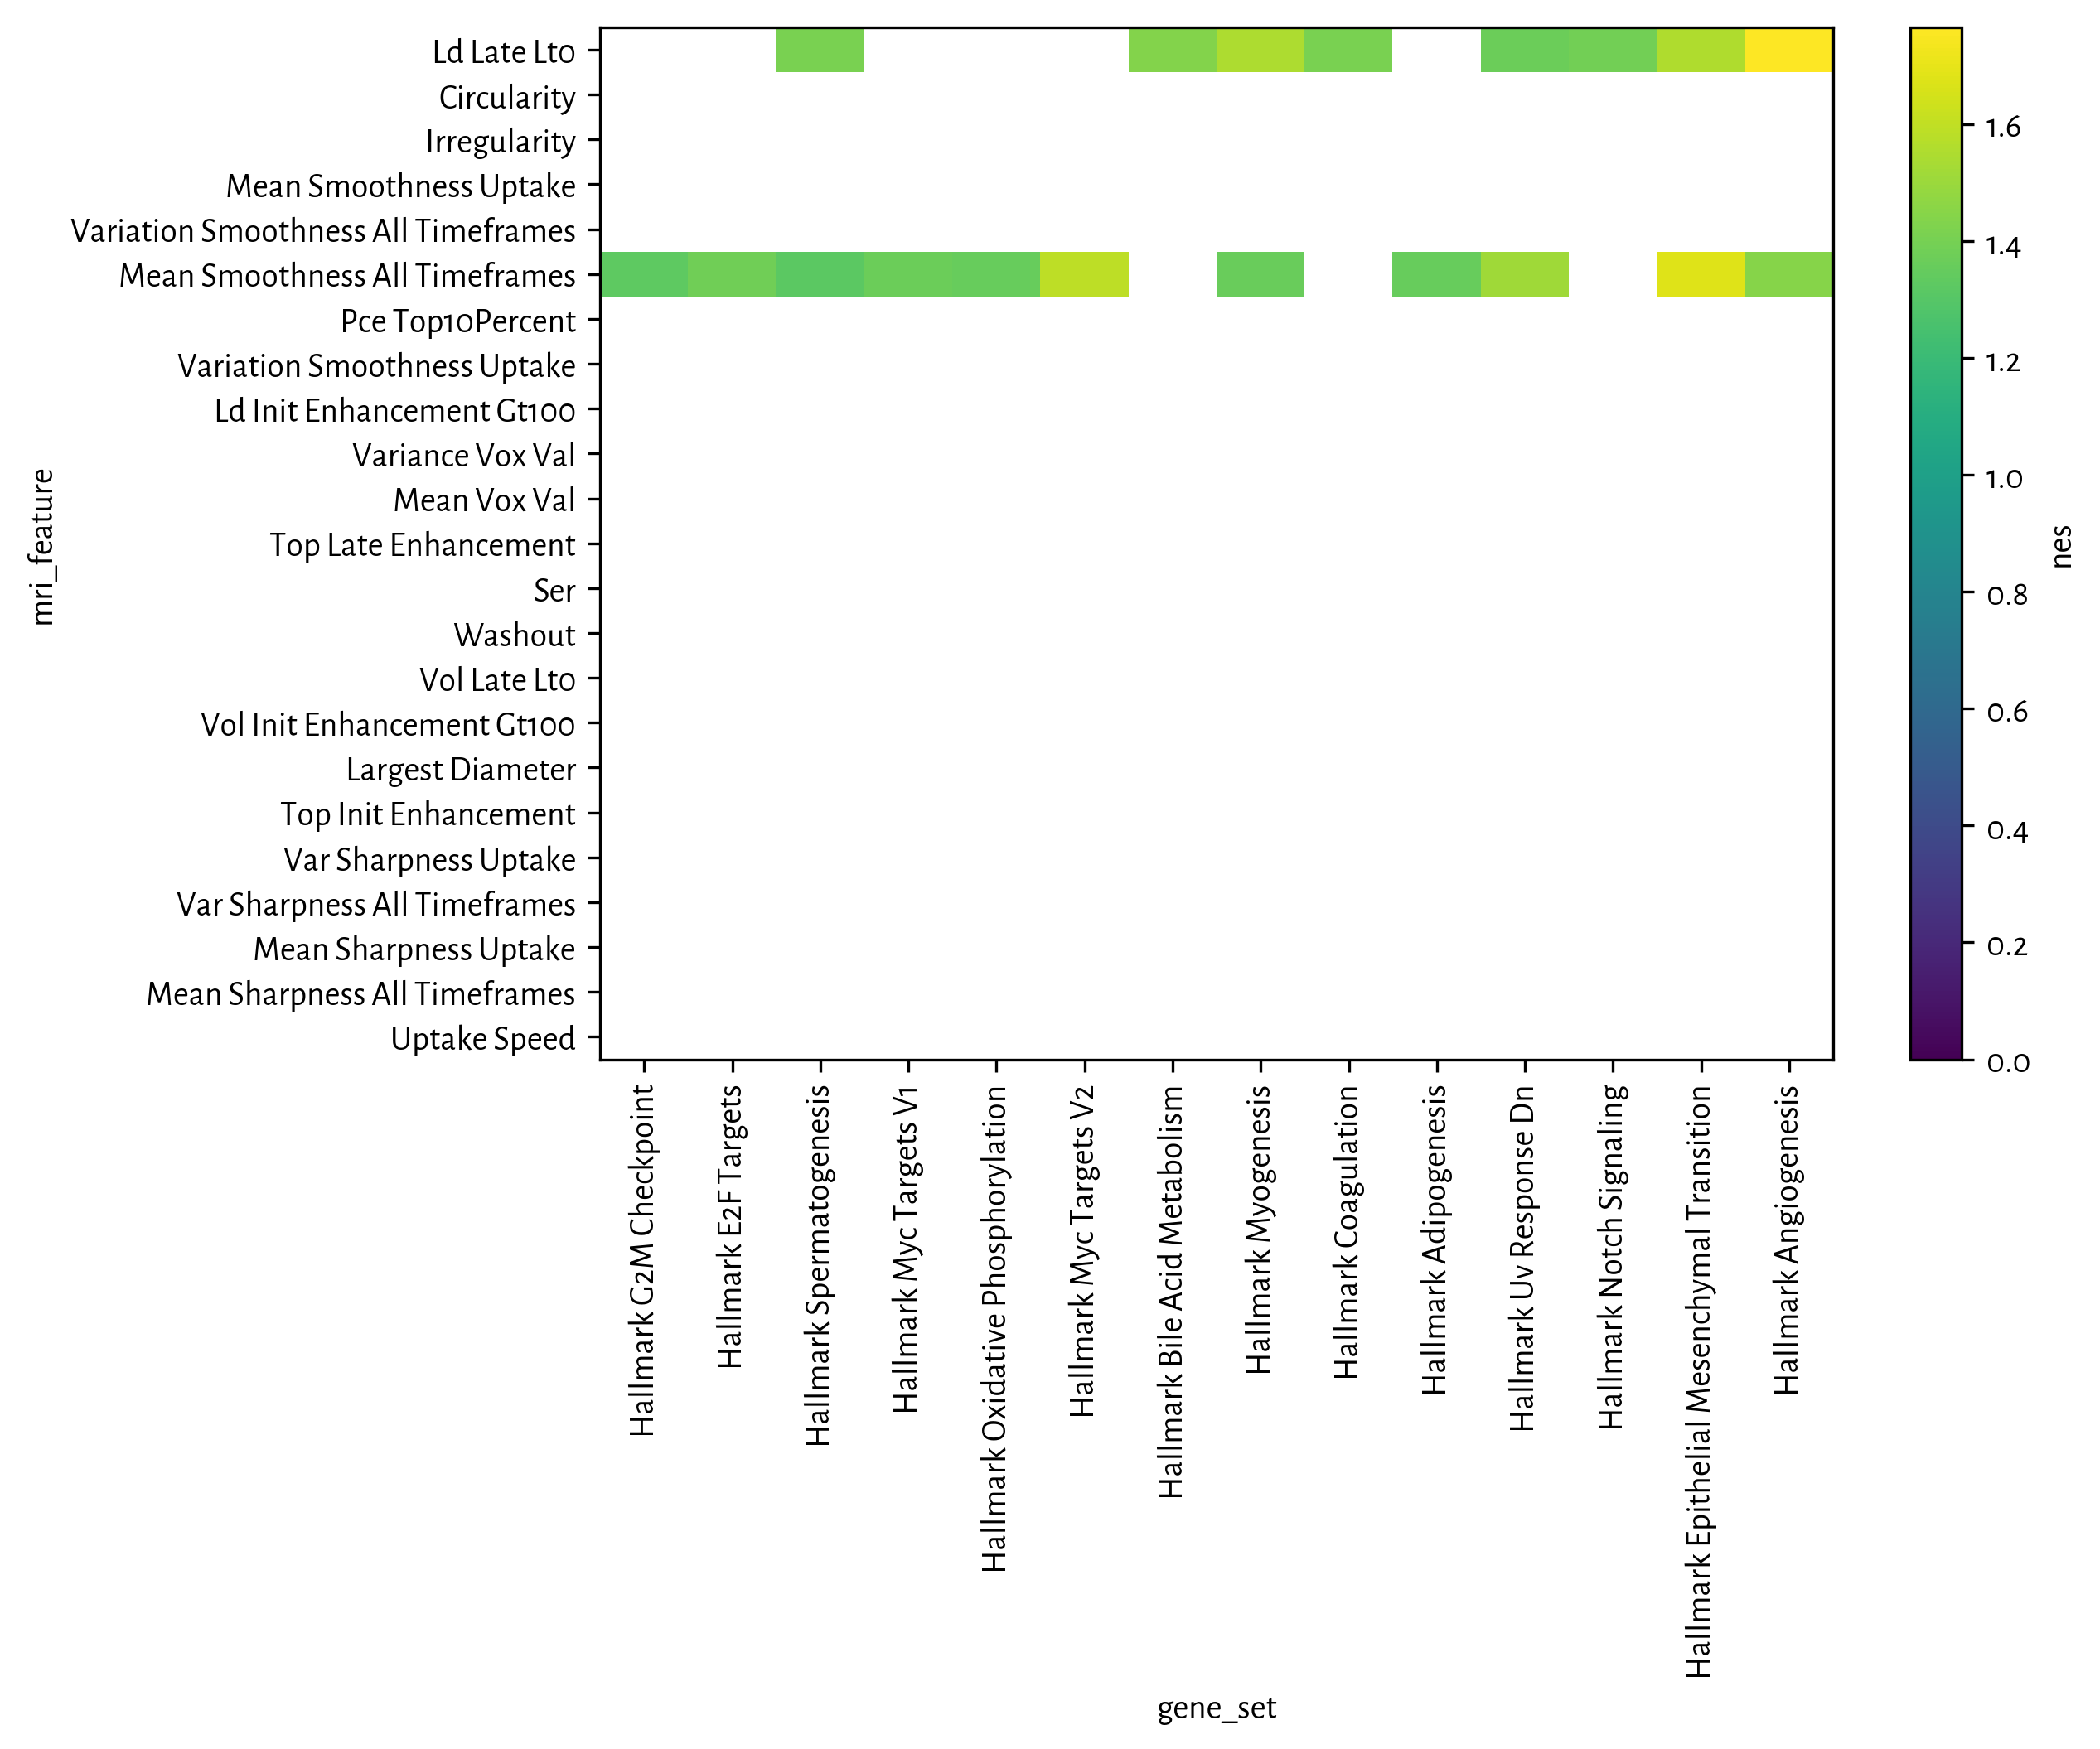 Ld Late Lt0
Circularity
Irregularity
Mean Smoothness Uptake
Variation Smoothness All Timeframes
Mean Smoothness All Timeframes
Pce Top10Percent
Variation Smoothness Uptake
Ld Init Enhancement Gt100
Variance Vox Val
Mean Vox Val
Top Late Enhancement
Ser
Washout
Vol Late Lt0
Vol Init Enhancement Gt100
Largest Diameter
Top Init Enhancement
Var Sharpness Uptake
Var Sharpness All Timeframes
Mean Sharpness Uptake
Mean Sharpness All Timeframes
Uptake Speed
mri_feature
Hallmark G2M Checkpoint
Hallmark E2F Targets
Hallmark Spermatogenesis
Hallmark Myc Targets V1
Hallmark Oxidative Phosphorylation
Hallmark Myc Targets V2
Hallmark Bile Acid Metabolism
Hallmark Myogenesis
Hallmark Coagulation
Hallmark Adipogenesis
Hallmark Uv Response Dn
Hallmark Notch Signaling
Hallmark Epithelial Mesenchymal Transition
Hallmark Angiogenesis
gene_set
1.6
1.4
1.2
1.0
0.8
0.6
0.4
0.2
0.0
nes